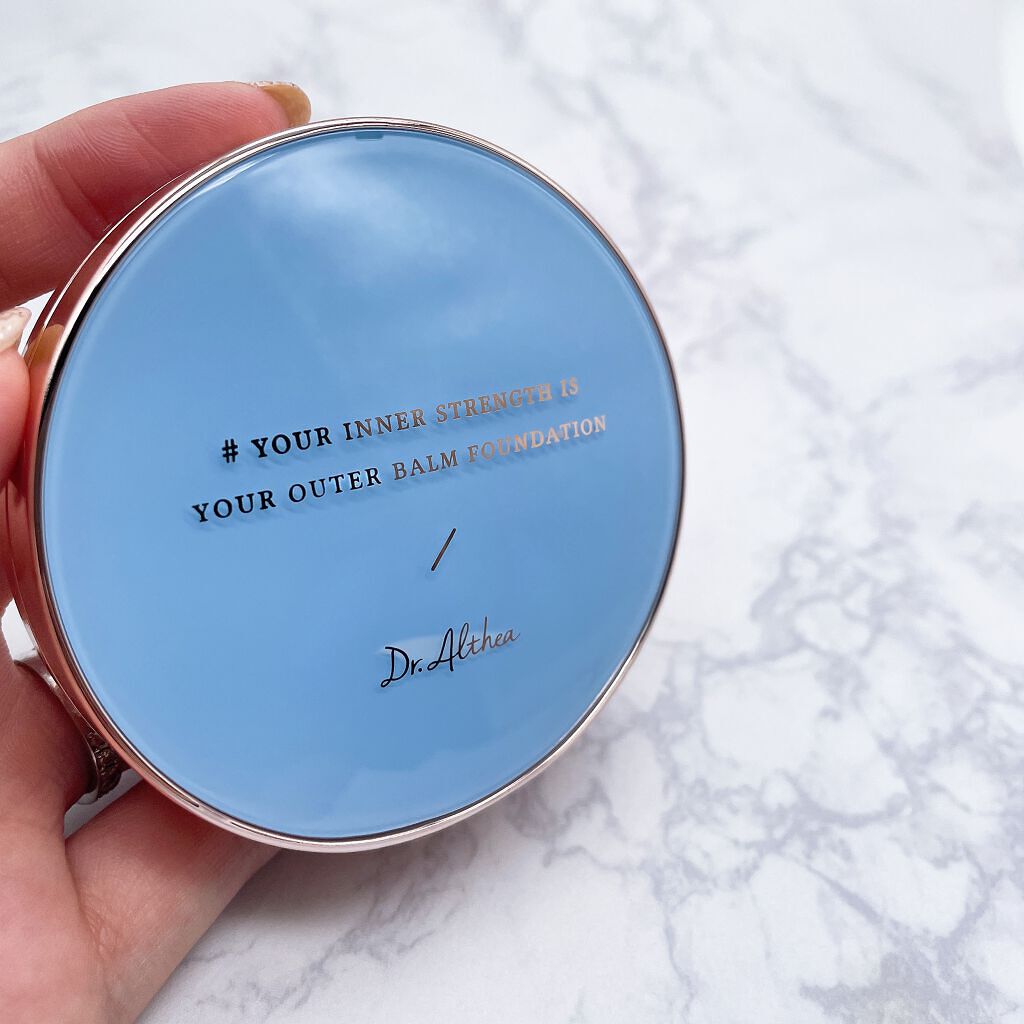 # YOUR INNER STRENGTH IS
YOUR OUTER BALM FOUNDATION
/
Dr. Althea